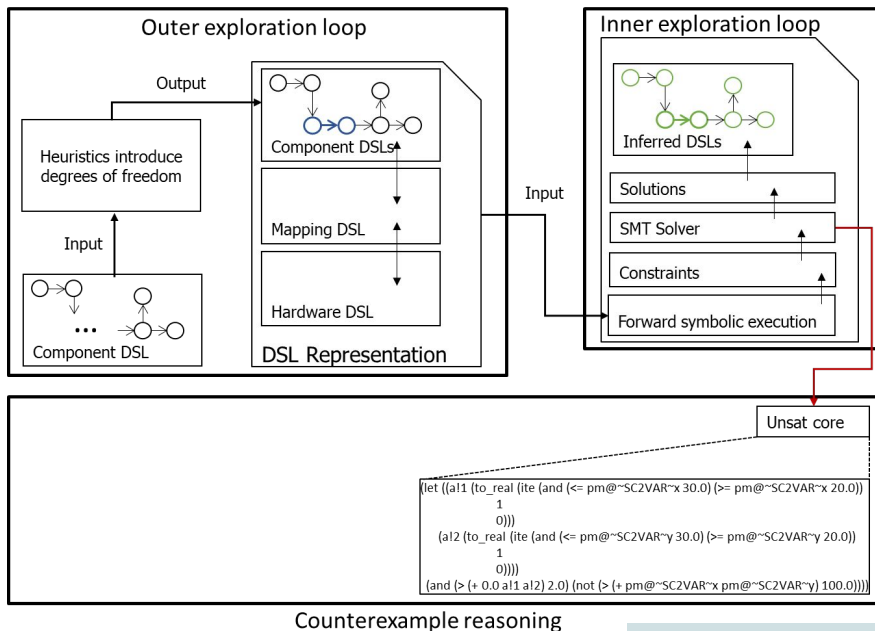 Outer exploration loop
Output
Heuristics introduce
degrees of freedom
Input
...
Component DSL
Component DSLs
Mapping DSL
Hardware DSL
DSL Representation
Input
Inner exploration loop
Inferred DSLs
Solutions
SMT Solver
Constraints
Forward symbolic execution
Unsat core
(let ((a!1 (to_real (ite (and (<= pm@~SC2VAR~x 30.0) (>= pm@~SC2VAR~x 20.0))
1
0)))
(a!2 (to_real (ite (and (<= pm@~SC2VAR~y 30.0) (>= pm@~SC2VAR~y 20.0))
1
0))))
(and (> (+ 0.0 a!1 a!2) 2.0) (not (> (+ pm@~SC2VAR~x pm@~SC2VAR~y) 100.0))))
Counterexample reasoning